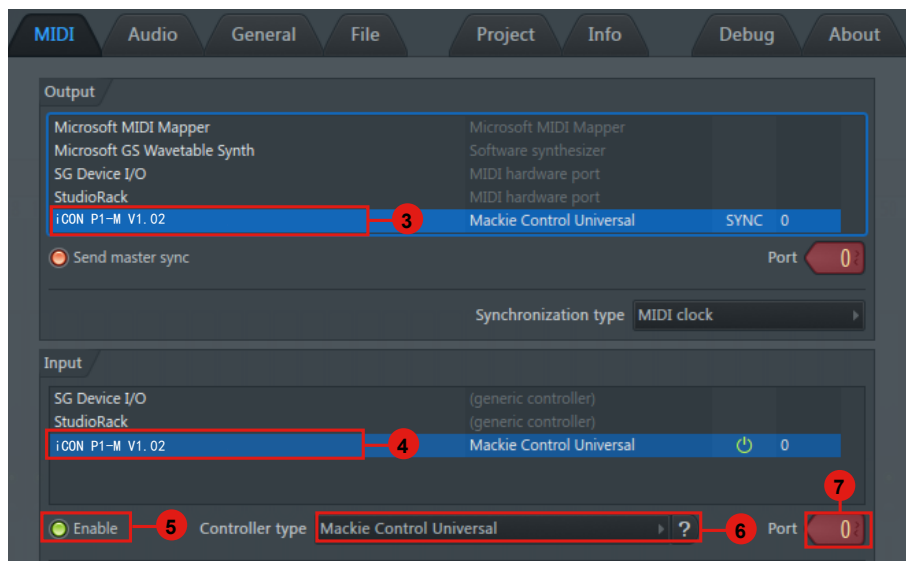 MIDI Audio General File Project Info Debug About
Output
Microsoft MIDI Mapper Microsoft MIDI Mapper
Microsoft GS Wavetable Synth Software synthesizer
SG Device I/O MIDI hardware port
StudioRack MIDI hardware port
iCON P1-M V1.02 3 Mackie Control Universal SYNC 0
Send master sync Port 0
Synchronization type MIDI clock
Input
SG Device I/O (generic controller)
StudioRack (generic controller)
iCON P1-M V1.02 4 Mackie Control Universal 0
7
Enable 5 Controller type Mackie Control Universal ? 6 Port 0